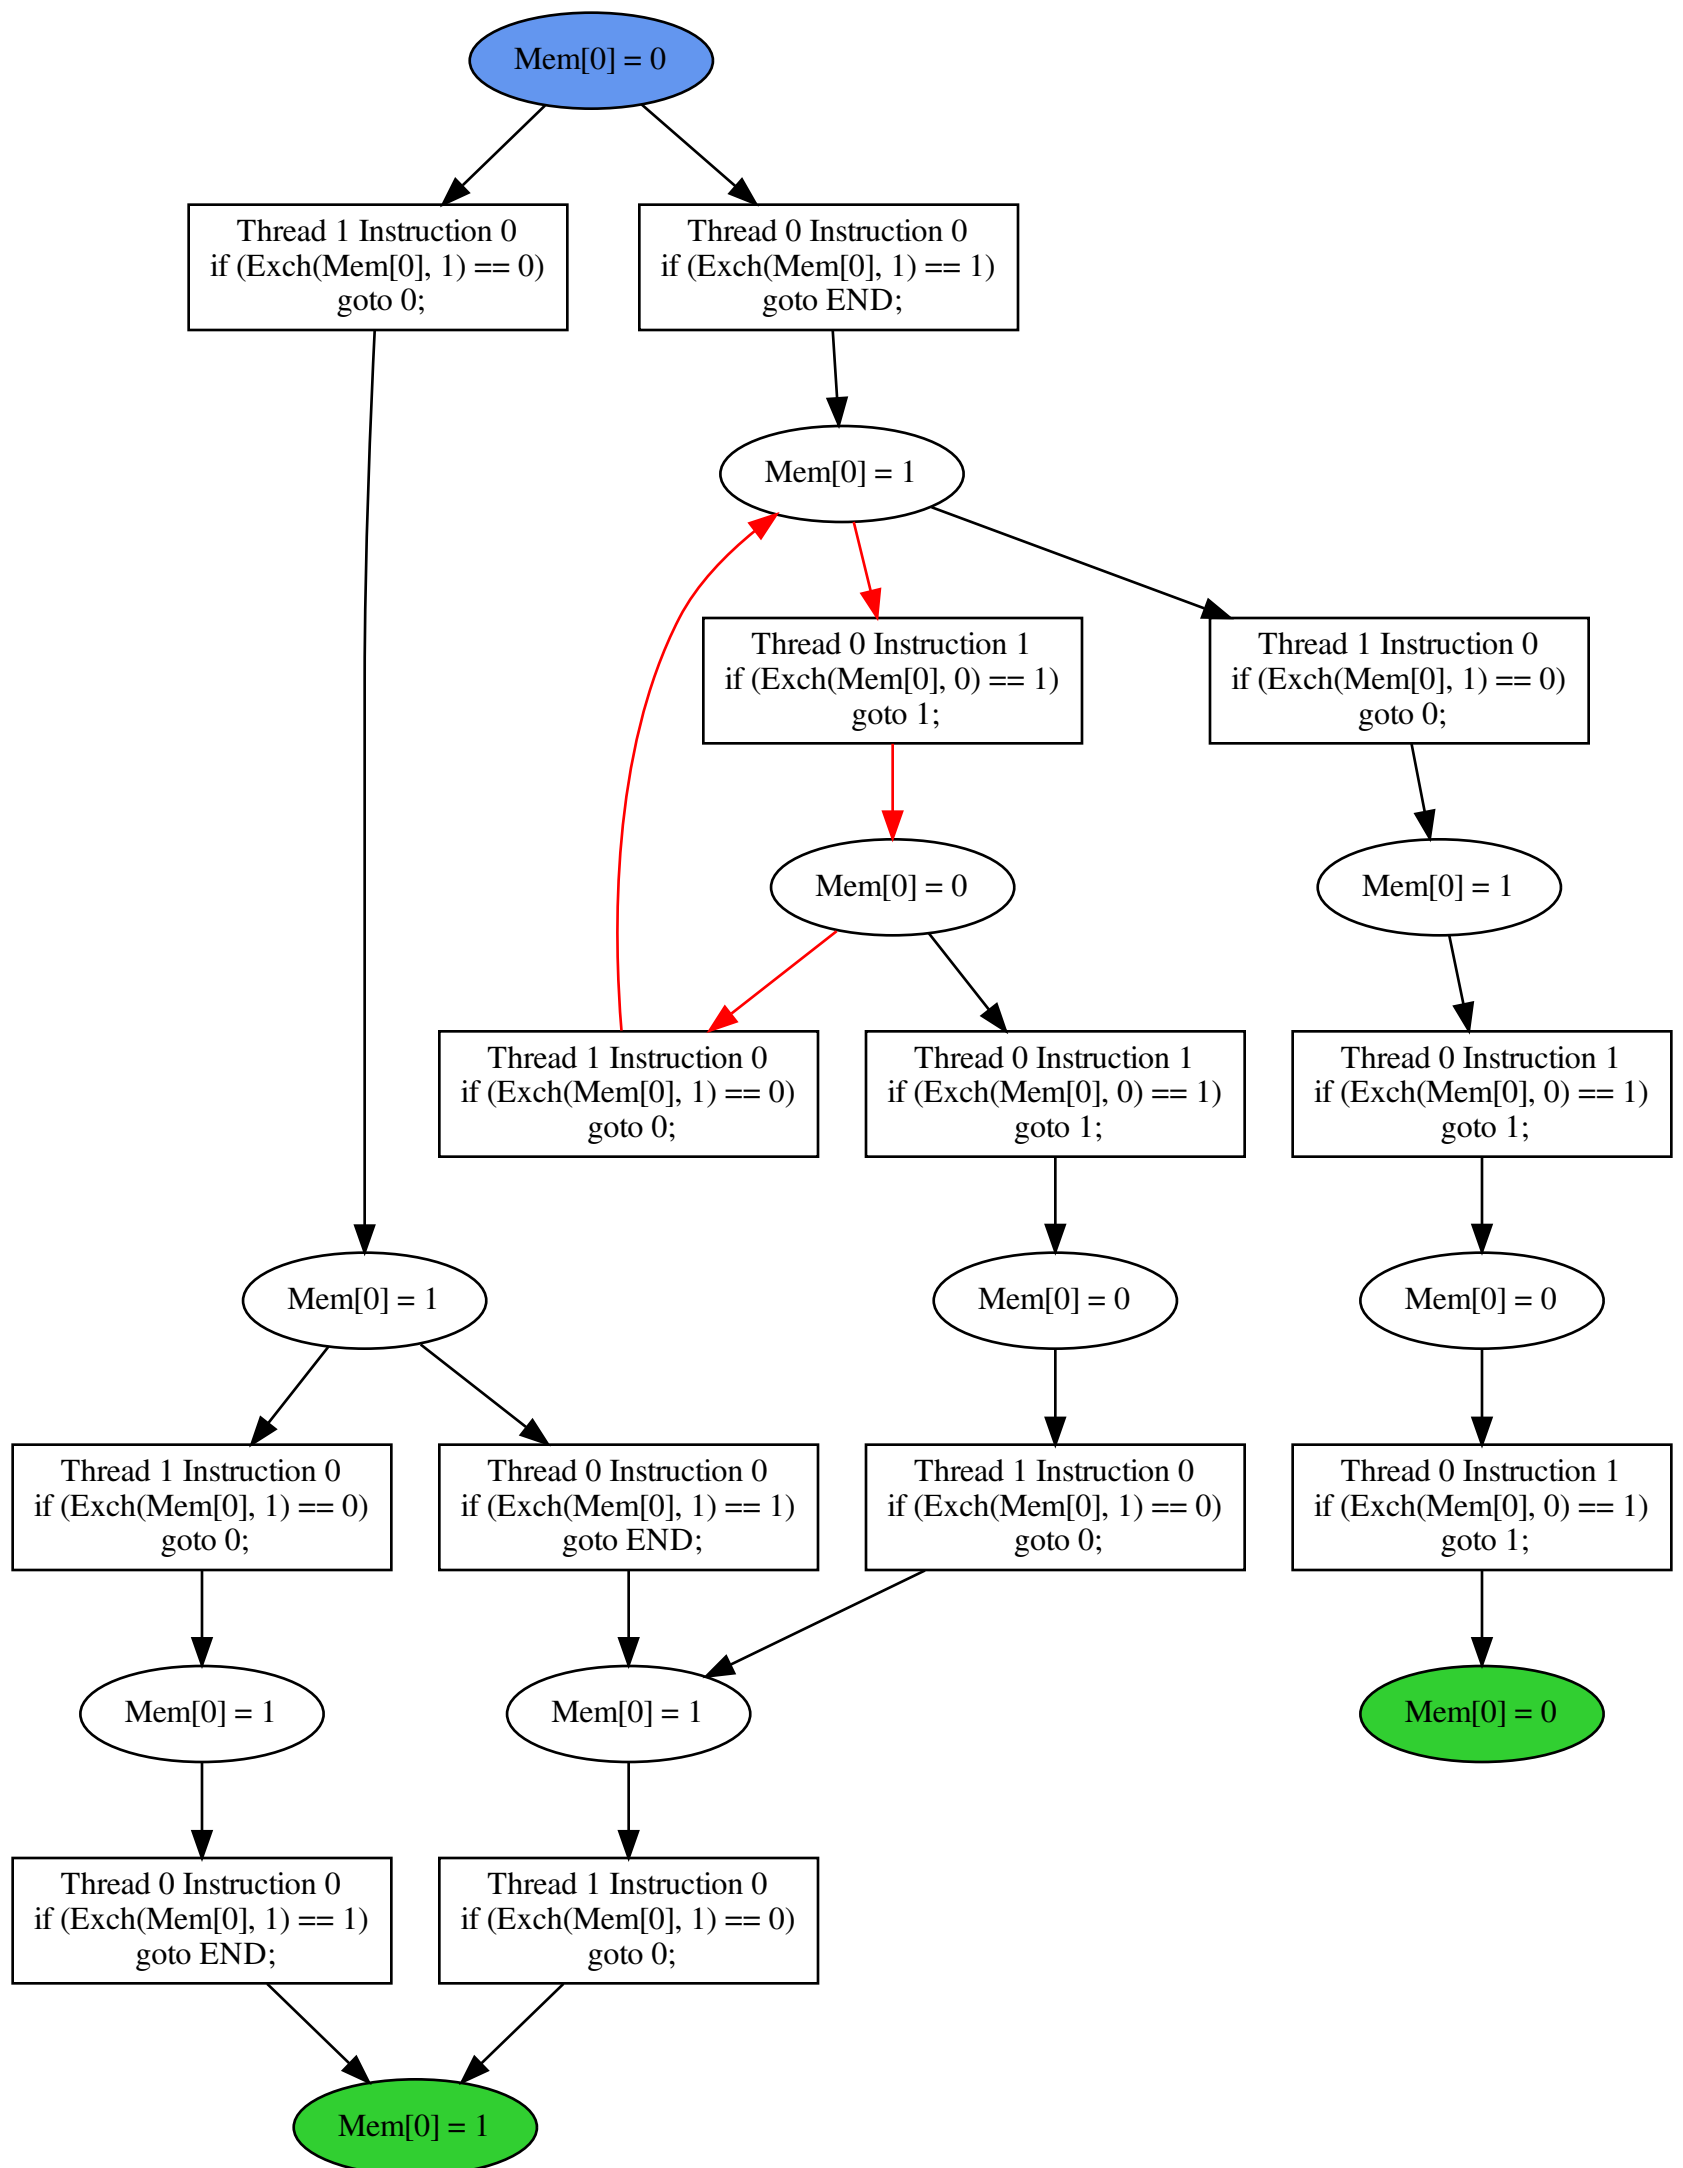 Mem[0] = 0
Thread 1 Instruction 0
if (Exch(Mem[0], 1) == 0)
goto 0;
Thread 0 Instruction 0
if (Exch(Mem[0], 1) == 1)
goto END;
Mem[0] = 1
Thread 0 Instruction 1
if (Exch(Mem[0], 0) == 1)
goto 1;
Thread 1 Instruction 0
if (Exch(Mem[0], 1) == 0)
goto 0;
Mem[0] = 0
Mem[0] = 1
Thread 1 Instruction 0
if (Exch(Mem[0], 1) == 0)
goto 0;
Thread 0 Instruction 1
if (Exch(Mem[0], 0) == 1)
goto 1;
Thread 0 Instruction 1
if (Exch(Mem[0], 0) == 1)
goto 1;
Mem[0] = 1
Mem[0] = 0
Mem[0] = 0
Thread 1 Instruction 0
if (Exch(Mem[0], 1) == 0)
goto 0;
Thread 0 Instruction 0
if (Exch(Mem[0], 1) == 1)
goto END;
Thread 1 Instruction 0
if (Exch(Mem[0], 1) == 0)
goto 0;
Thread 0 Instruction 1
if (Exch(Mem[0], 0) == 1)
goto 1;
Mem[0] = 1
Mem[0] = 1
Mem[0] = 0
Thread 0 Instruction 0
if (Exch(Mem[0], 1) == 1)
goto END;
Thread 1 Instruction 0
if (Exch(Mem[0], 1) == 0)
goto 0;
Mem[0] = 1